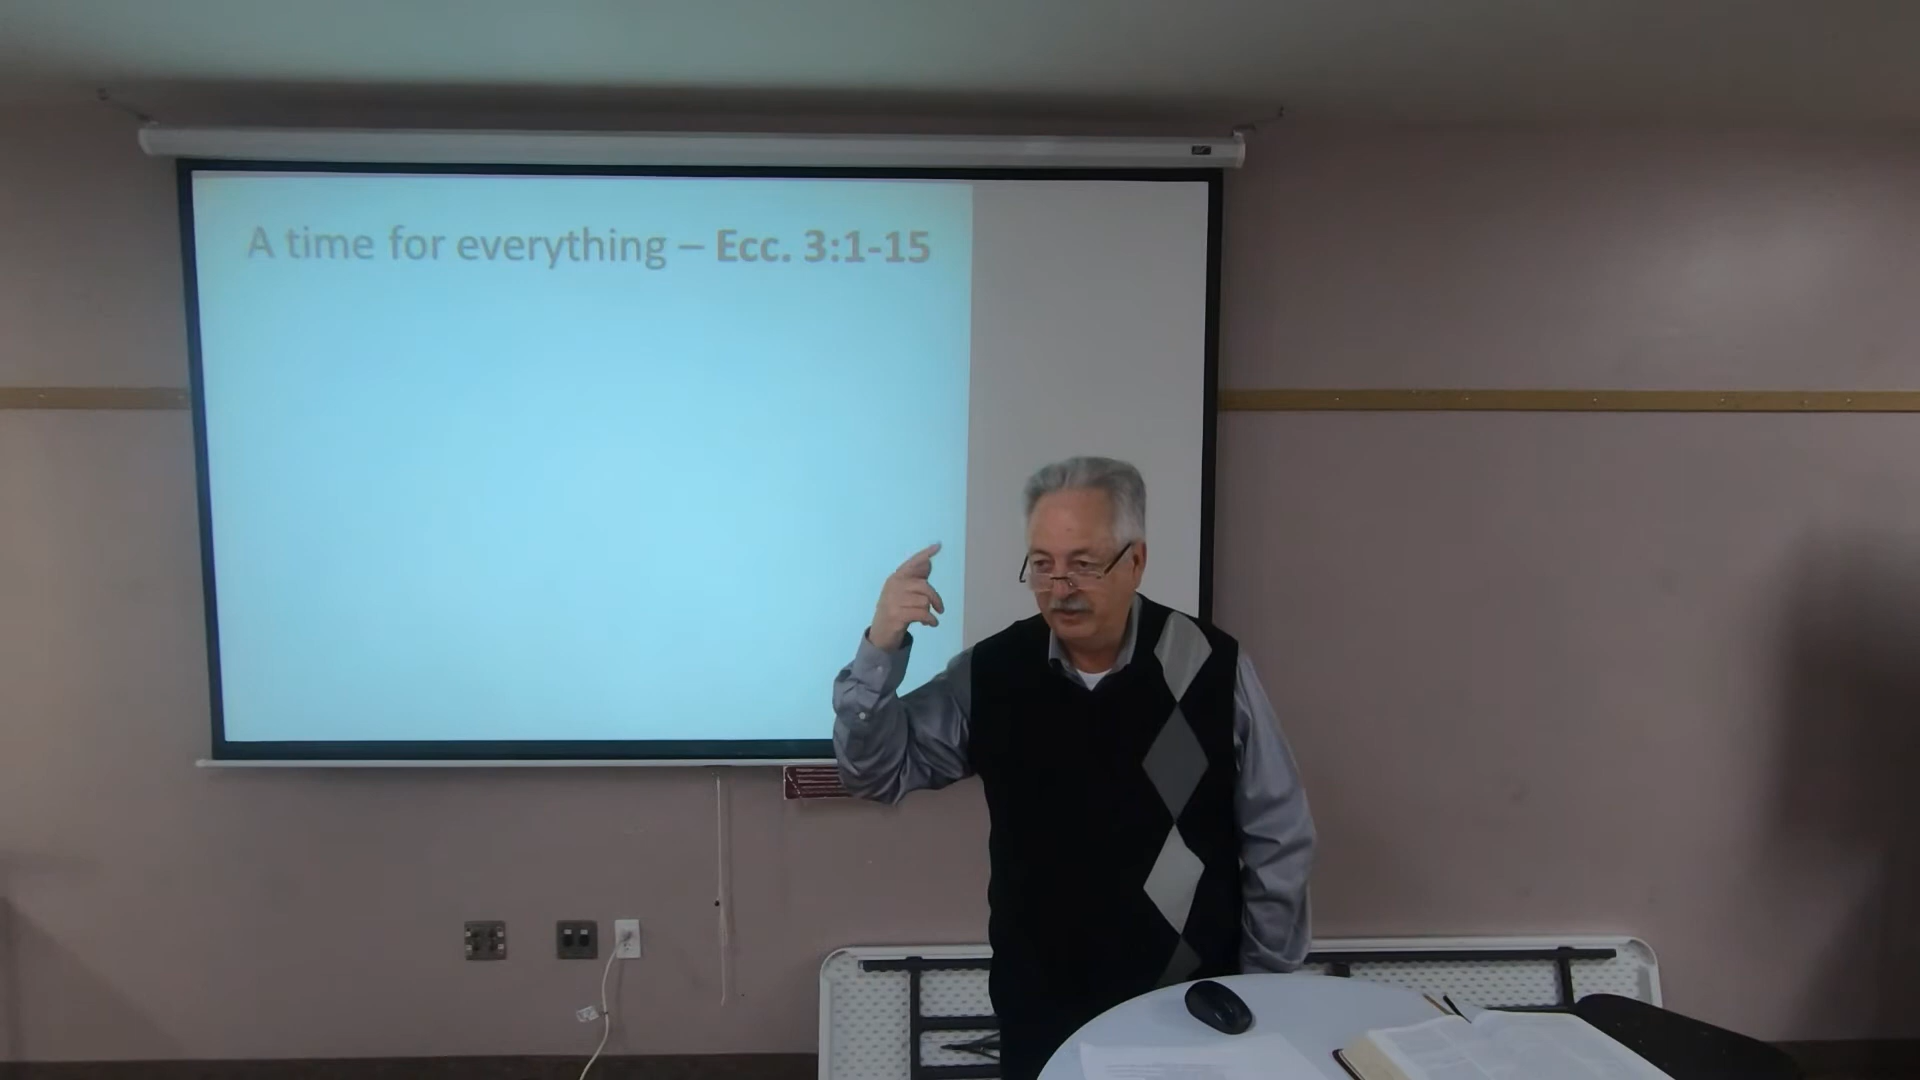 A time for everything – Ecc. 3:1-15